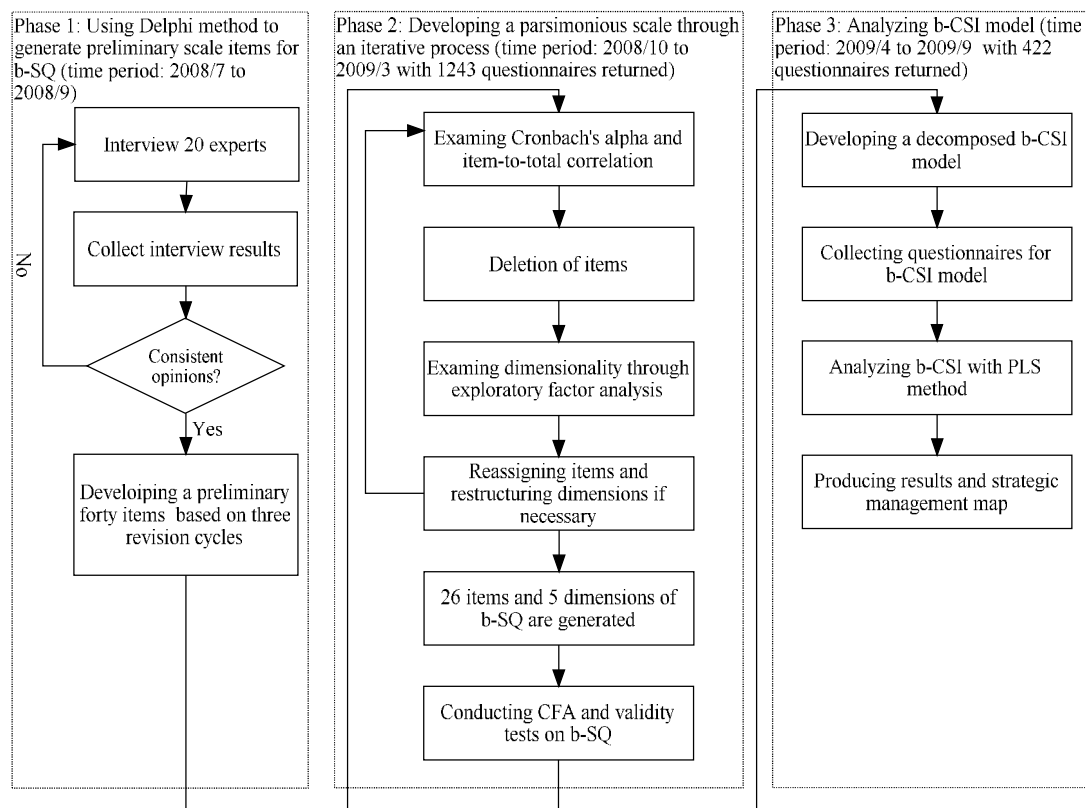 Phase 1: Using Delphi method to
generate preliminary scale items for
b-SQ (time period: 2008/7 to
2008/9)
Interview 20 experts
Collect interview results
No
Consistent
opinions?
Yes
Develoiping a preliminary
forty items based on three
revision cycles
Phase 2: Developing a parsimonious scale through
an iterative process (time period: 2008/10 to
2009/3 with 1243 questionnaires returned)
Examing Cronbach's alpha and
item-to-total correlation
Deletion of items
Examing dimensionality through
exploratory factor analysis
Reassigning items and
restructuring dimensions if
necessary
26 items and 5 dimensions of
b-SQ are generated
Conducting CFA and validity
tests on b-SQ
Phase 3: Analyzing b-CSI model (time
period: 2009/4 to 2009/9 with 422
questionnaires returned)
Developing a decomposed b-CSI
model
Collecting questionnaires for
b-CSI model
Analyzing b-CSI with PLS
method
Producing results and strategic
management map